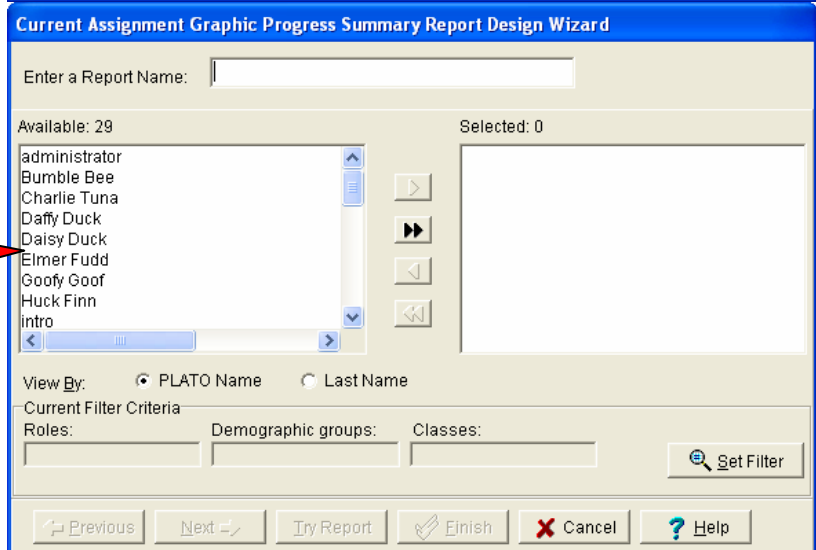 Current Assignment Graphic Progress Summary Report Design Wizard
Enter a Report Name:
Available: 29
Selected: 0
administrator
Bumble Bee
Charlie Tuna
Daffy Duck
Daisy Duck
Elmer Fudd
Goofy Goof
Huck Finn
intro
View By: PLATO Name Last Name
Current Filter Criteria
Roles: Demographic groups: Classes:
Set Filter
Previous Next Try Report Finish Cancel Help